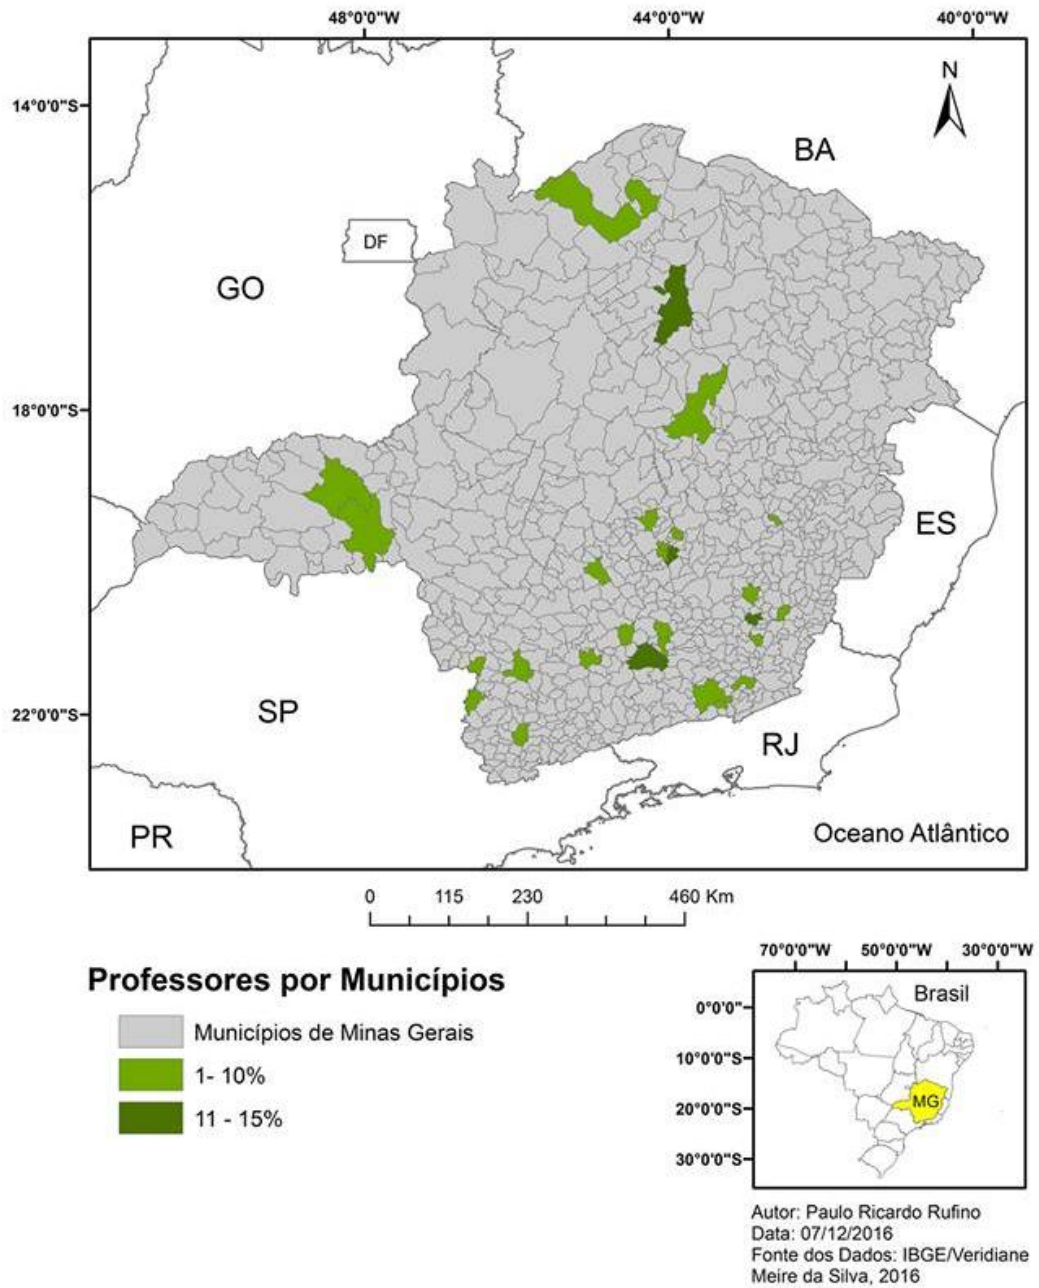 48°0'0"W 44°0'0"W 40°0'0"W
N
14°0'0"S
BA
DF
GO
18°0'0"S
ES
SP
22°0'0"S
RJ
PR
Oceano Atlântico
0 115 230 460 Km
Professores por Municípios
Municípios de Minas Gerais
1- 10%
11 - 15%
70°0'0"W 50°0'0"W 30°0'0"W
Brasil
0°0'0"
10°0'0"S
MG
20°0'0"S
30°0'0"S
Autor: Paulo Ricardo Rufino
Data: 07/12/2016
Fonte dos Dados: IBGE/Veridiane
Meire da Silva, 2016